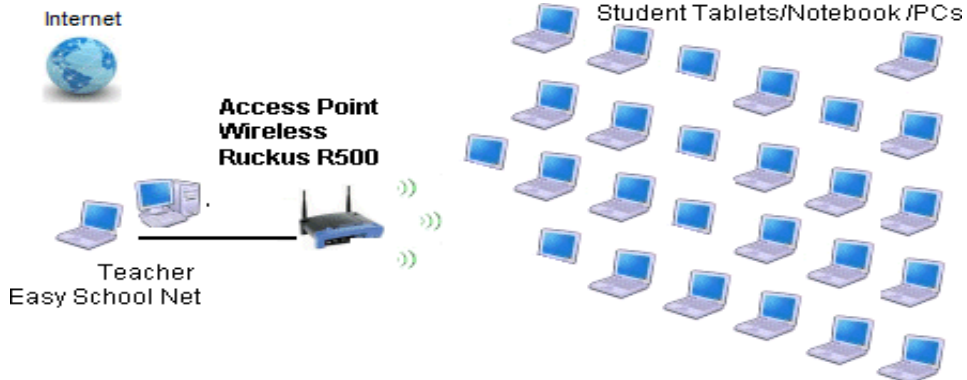 Internet
Student Tablets/Notebook /PCs
Access Point
Wireless
Ruckus R500
Teacher
Easy School Net